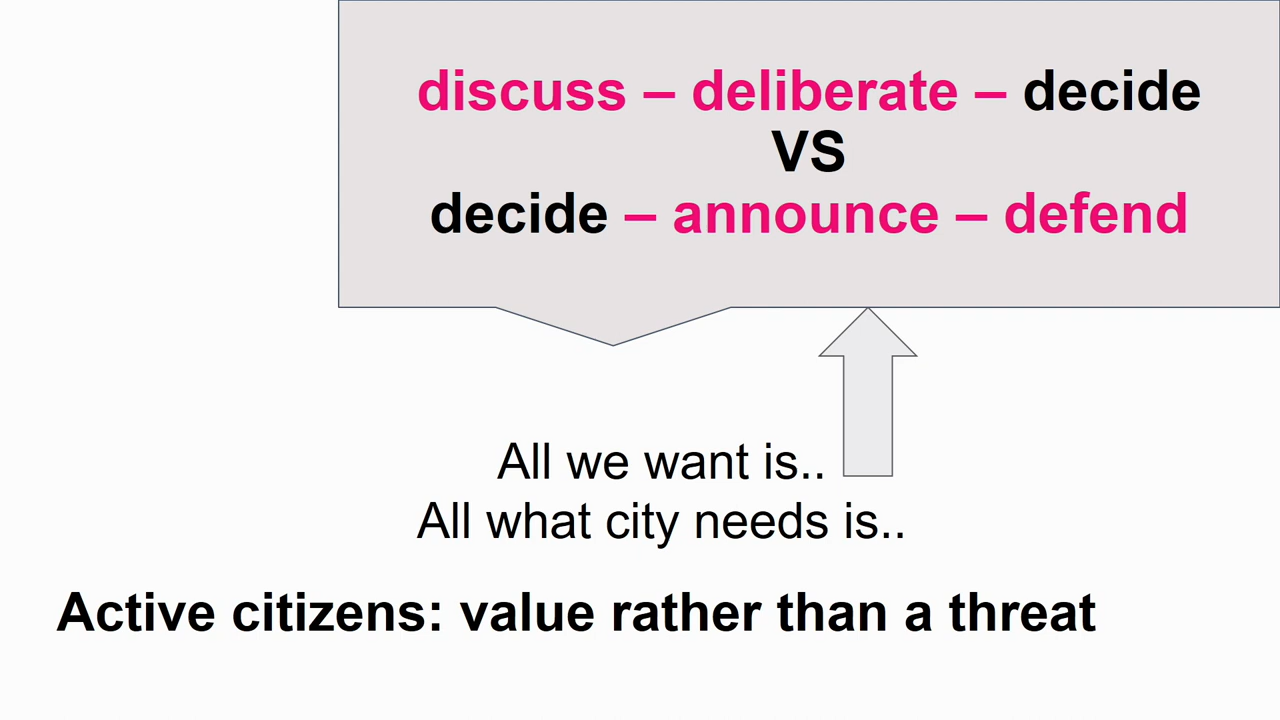 discuss – deliberate – decide
VS
decide – announce – defend
All we want is..
All what city needs is..
Active citizens: value rather than a threat